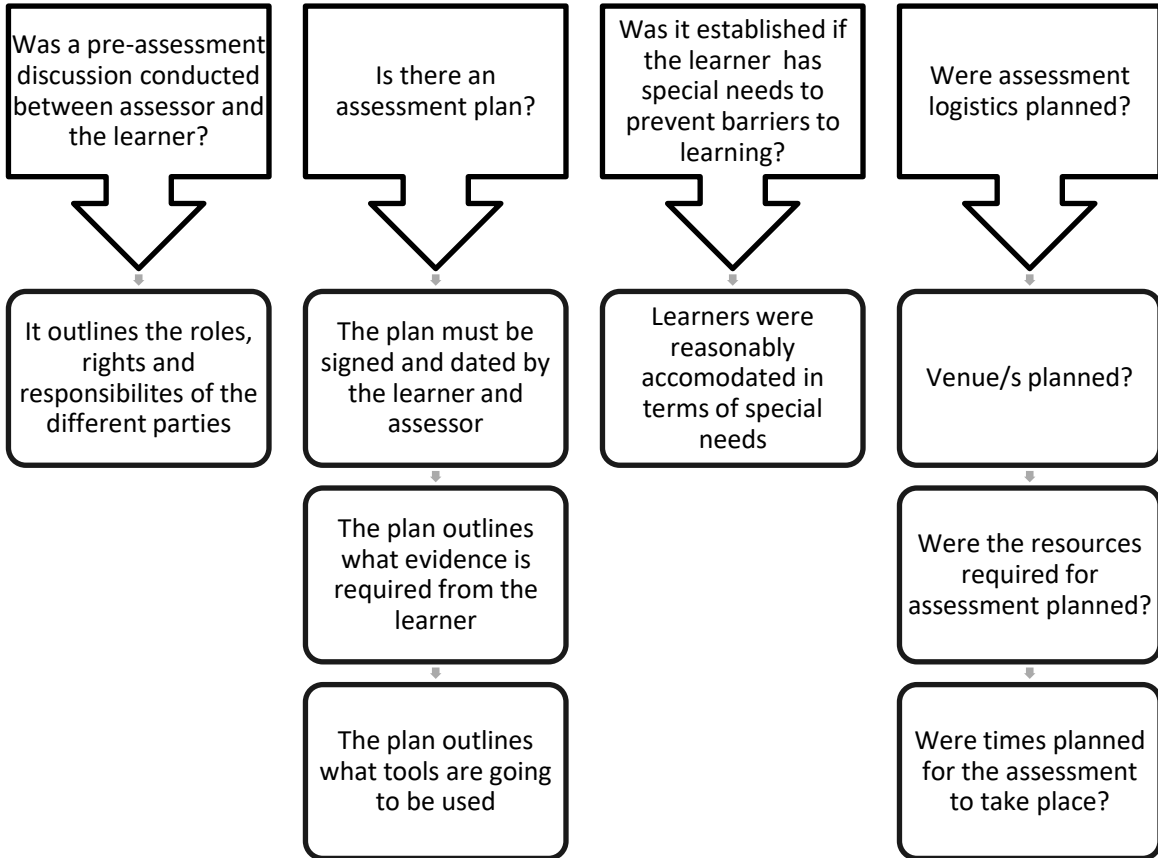 Was a pre-assessment
discussion conducted
between assessor and
the learner?
It outlines the roles,
rights and
responsibilites of the
different parties
Is there an
assessment plan?
The plan must be
signed and dated by
the learner and
assessor
The plan outlines
what evidence is
required from the
learner
The plan outlines
what tools are going
to be used
Was it established if
the learner  has
special needs to
prevent barriers to
learning?
Learners were
reasonably
accomodated in
terms of special
needs
Were assessment
logistics planned?
Venue/s planned?
Were the resources
required for
assessment planned?
Were times planned
for the assessment
to take place?